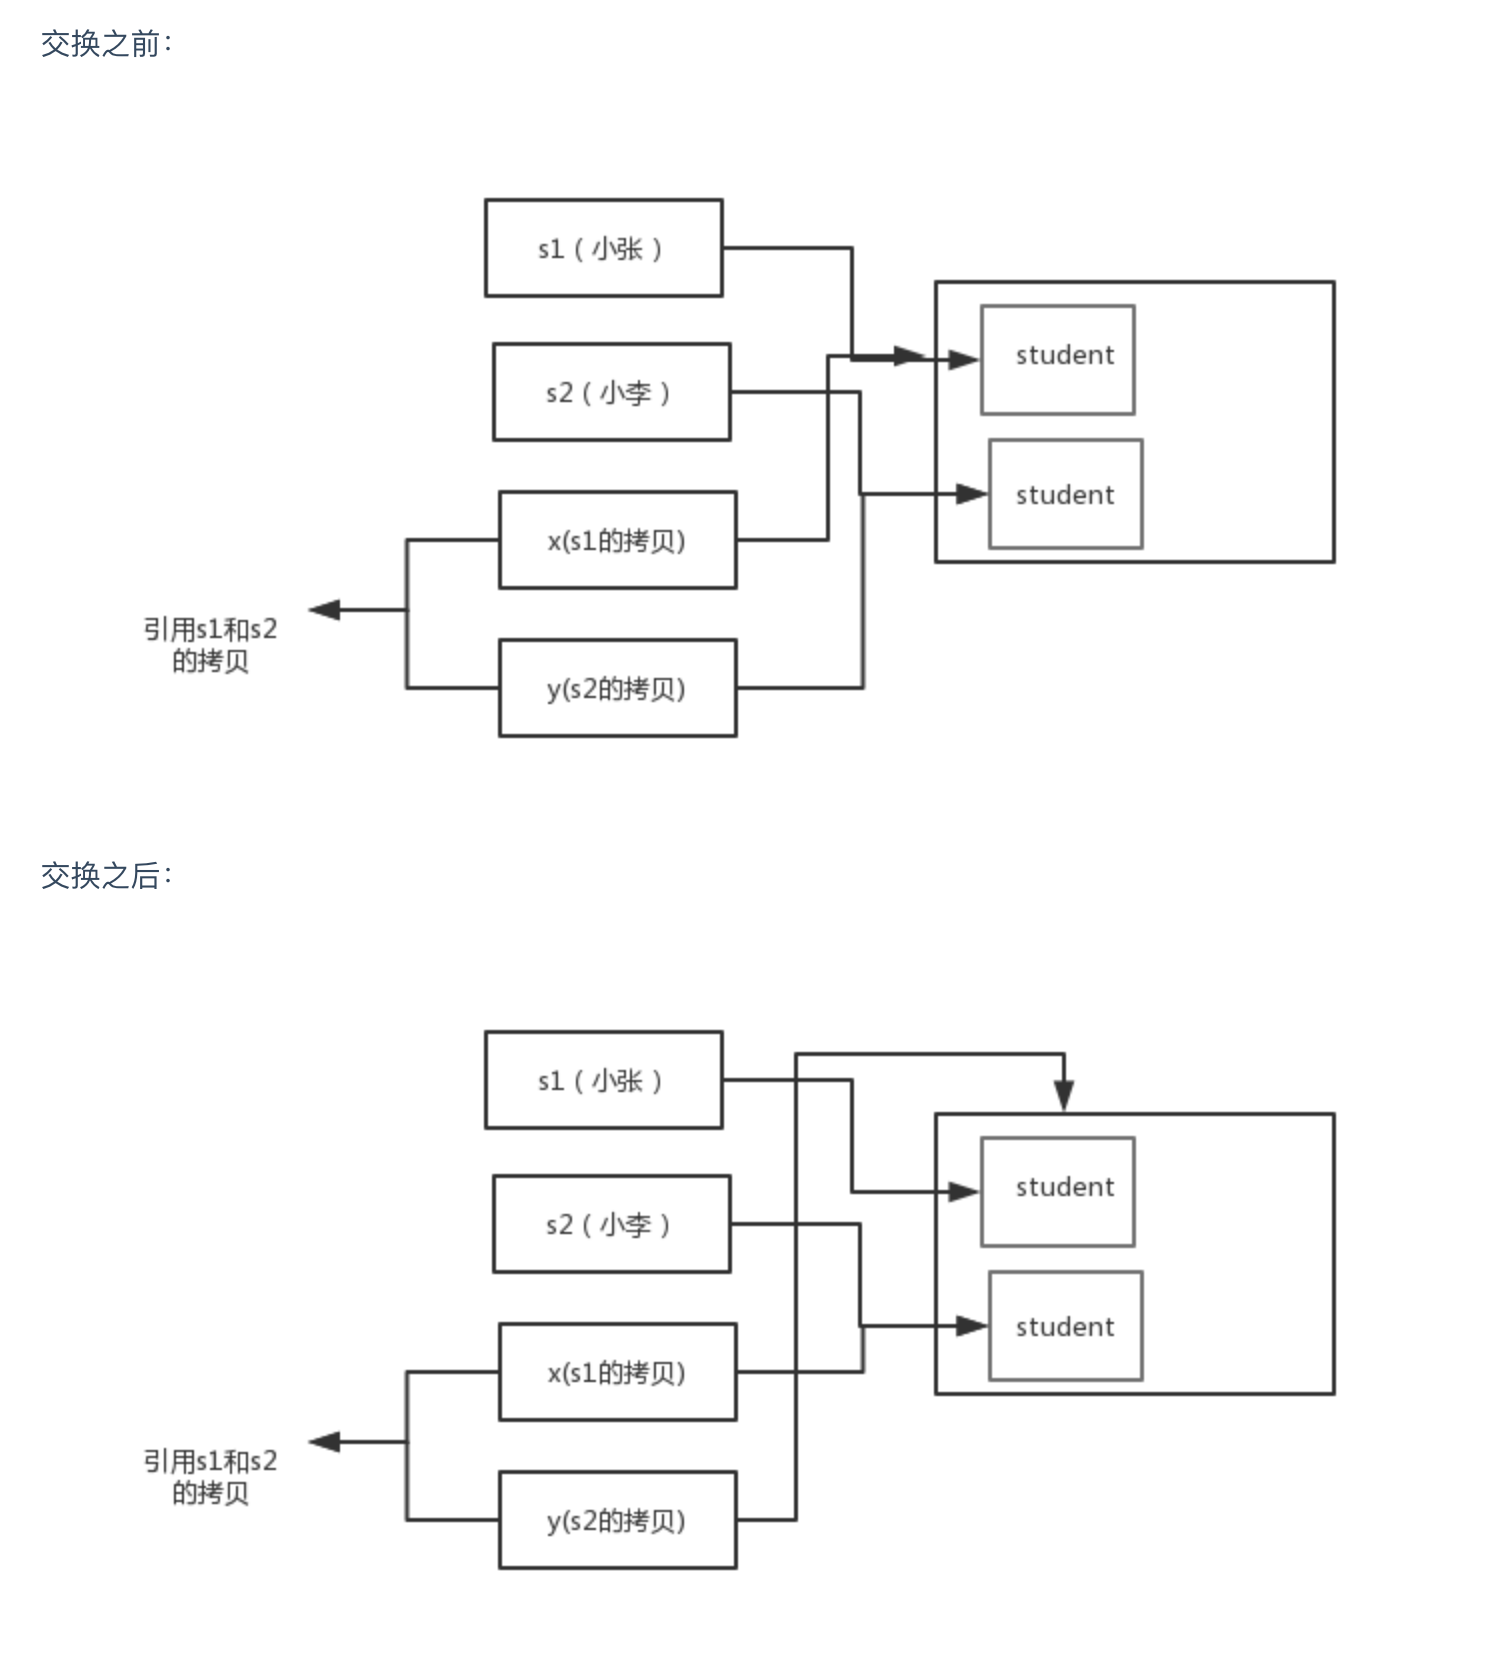 交换之前：
s1（小张）
student
s2（小李）
student
x(s1的拷贝)
引用s1和s2
的拷贝
y(s2的拷贝)
交换之后：
s1（小张）
student
s2（小李）
student
x(s1的拷贝)
引用s1和s2
的拷贝
y(s2的拷贝)